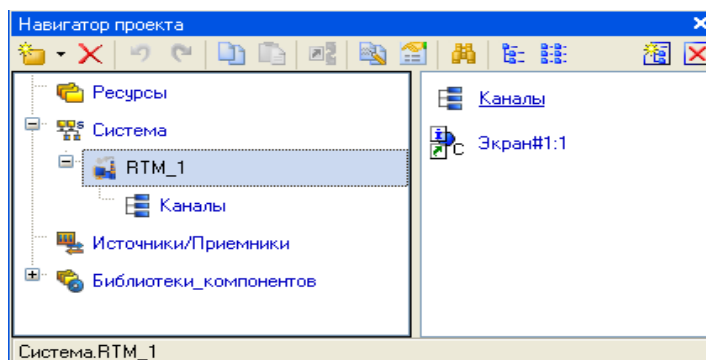 Навигатор проекта
Ресурсы
Система
RTM_1
Каналы
Источники/Приемники
Библиотеки_компонентов
Каналы
Экран#1:1
Система.RTM_1